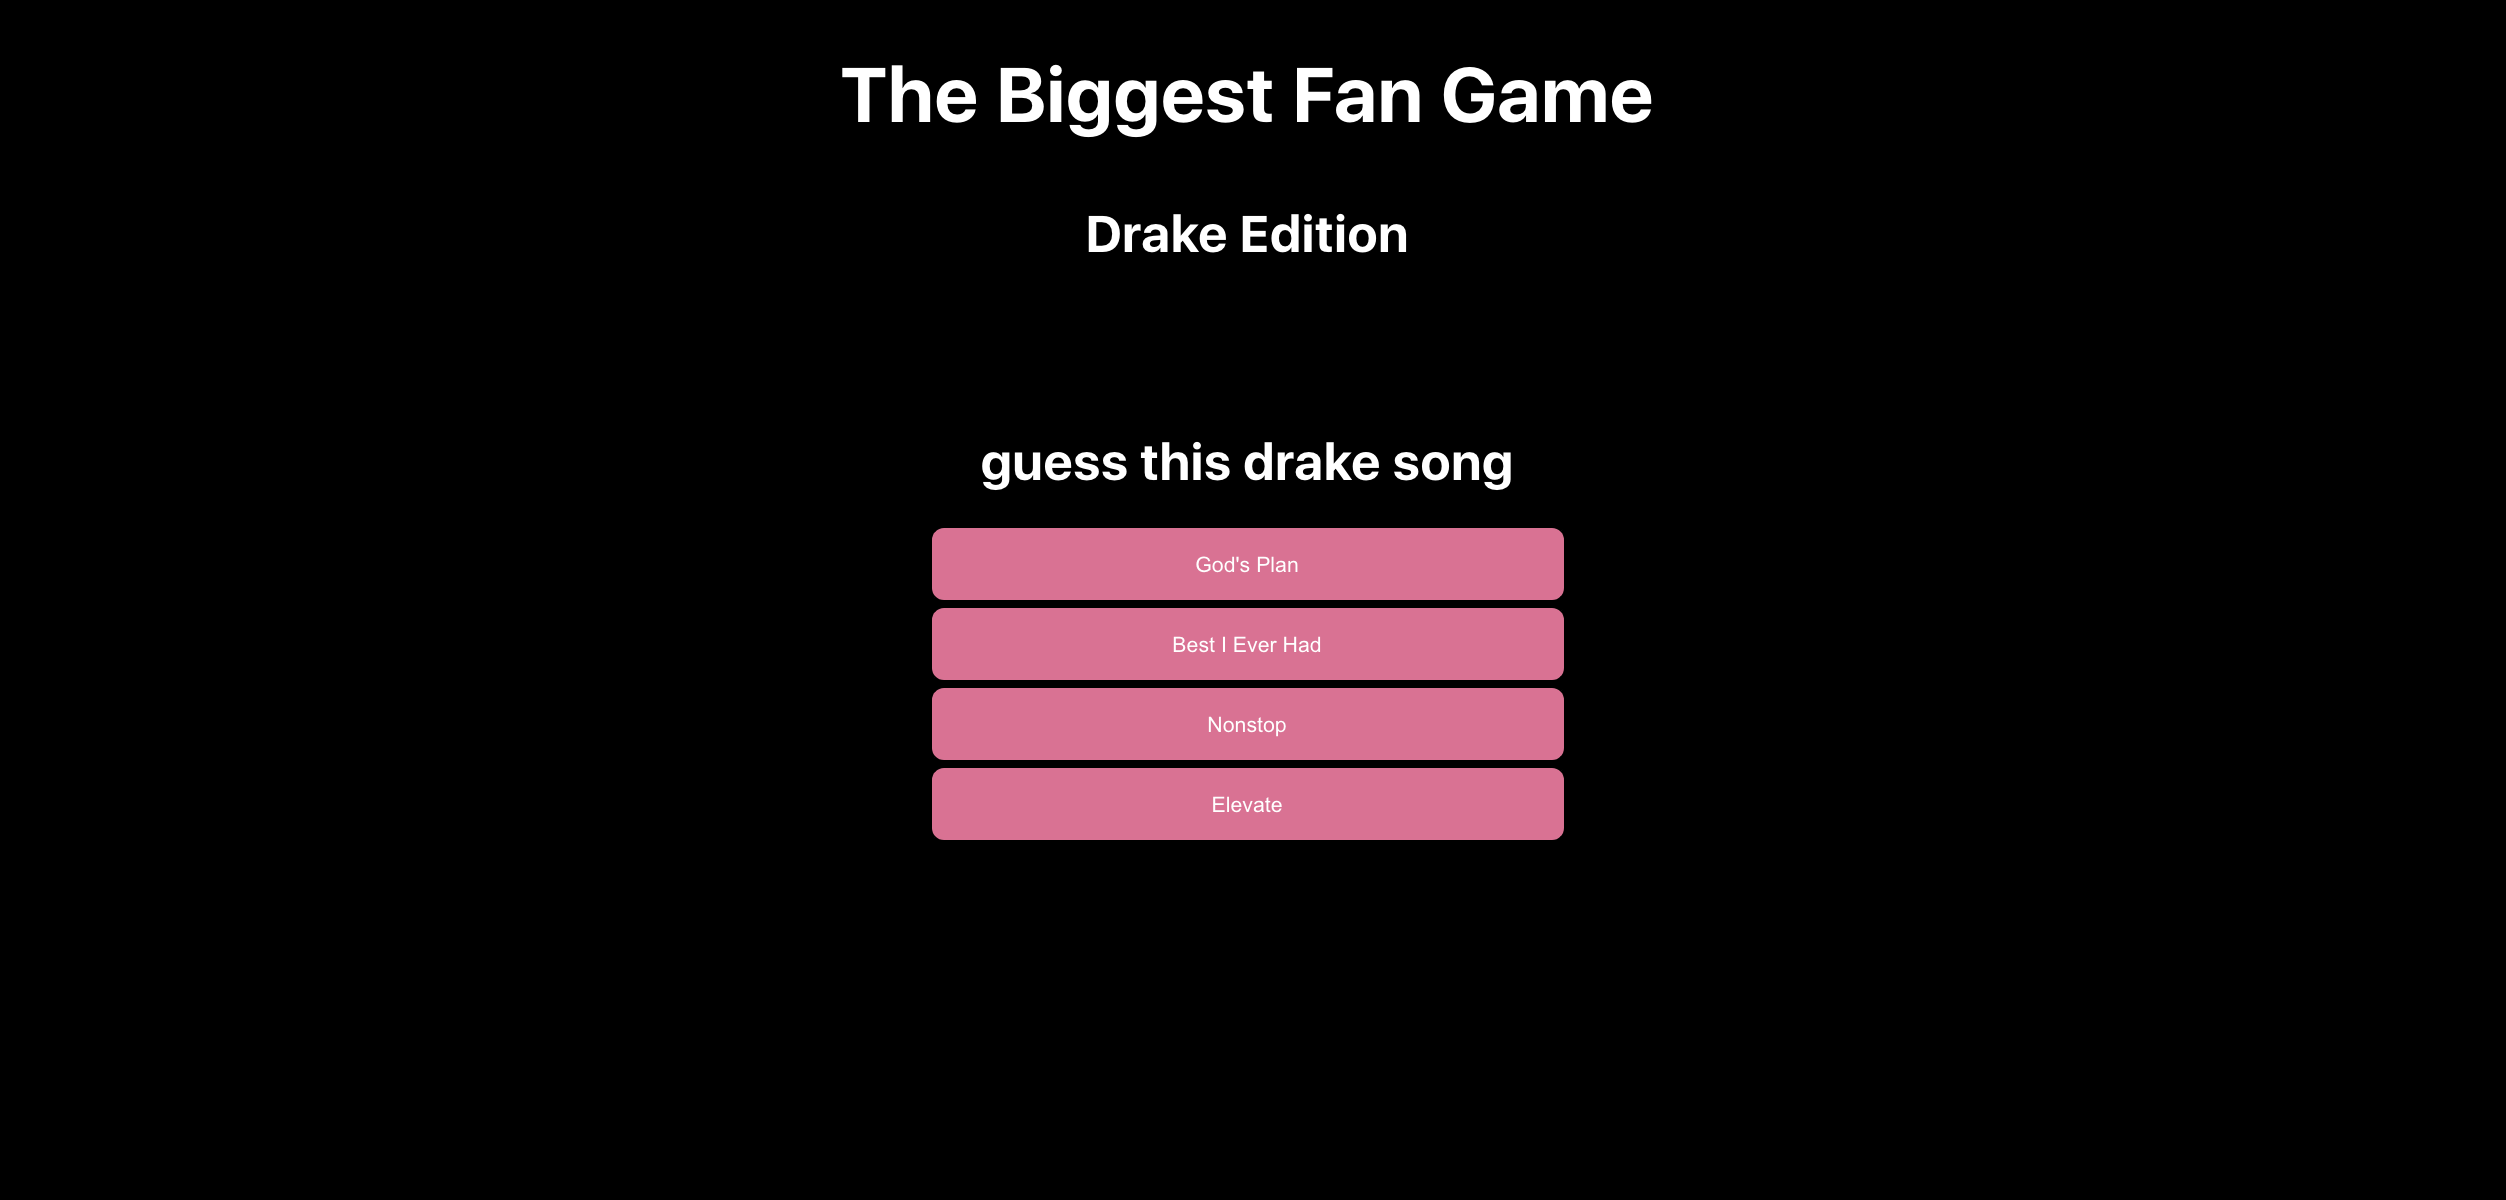 The Biggest Fan Game
Drake Edition
guess this drake song
God's Plan
Best I Ever Had
Nonstop
Elevate